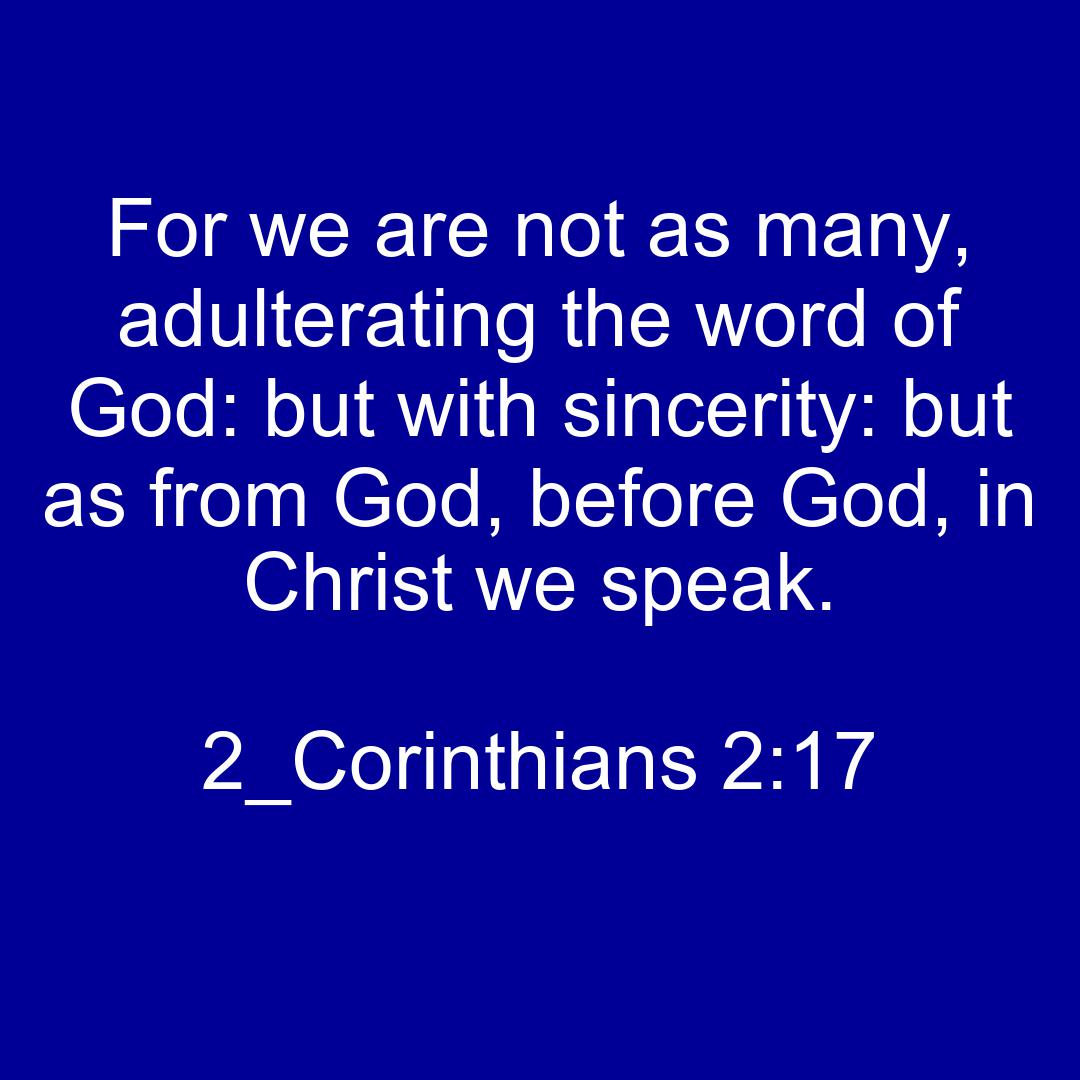 For we are not as many,
adulterating the word of
God: but with sincerity: but
as from God, before God, in
Christ we speak.
2_Corinthians 2:17